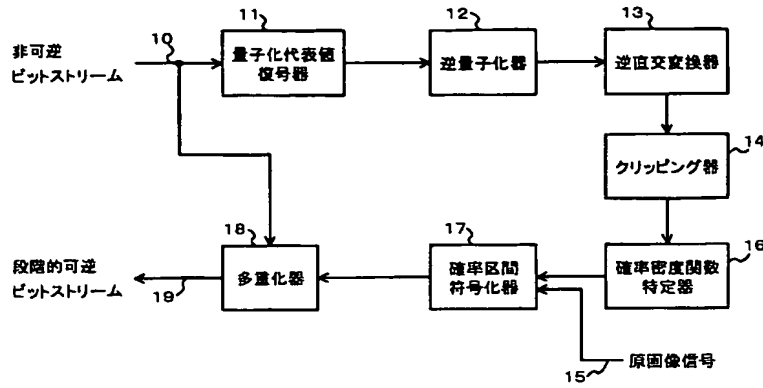 非可逆
ビットストリーム
10
11
量子化代表値
復号器
12
逆量子化器
13
逆直交変換器
クリッピング器
14
段階的可逆
ビットストリーム
19
18
多重化器
17
確率区間
符号化器
確率密度関数
特定器
16
15
原画像信号